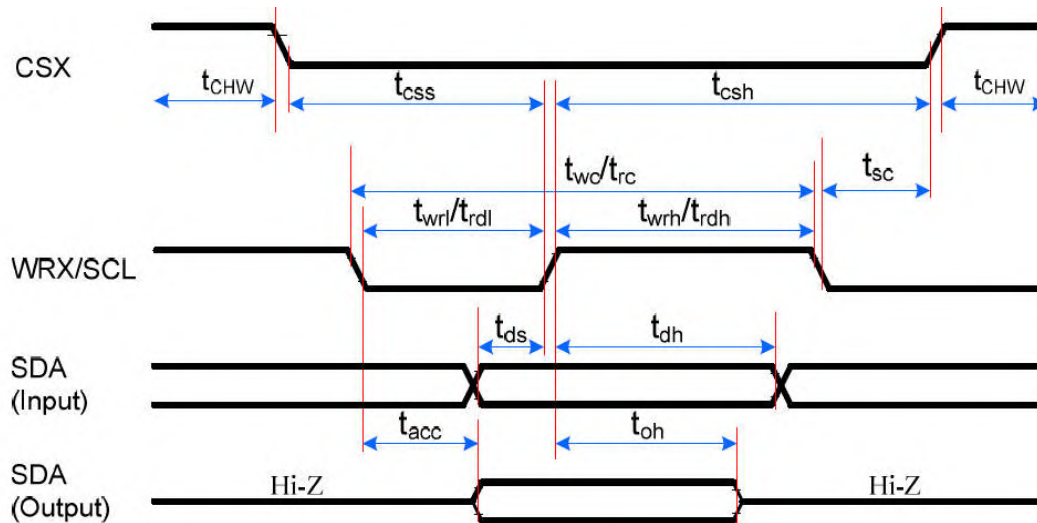 CSX
tCHW
tcss
tcsh
tCHW
twc/trc
tsc
twrl/trdl
twrh/trdh
WRX/SCL
tds
tdh
SDA
(Input)
tacc
toh
SDA
(Output)
Hi-Z
Hi-Z